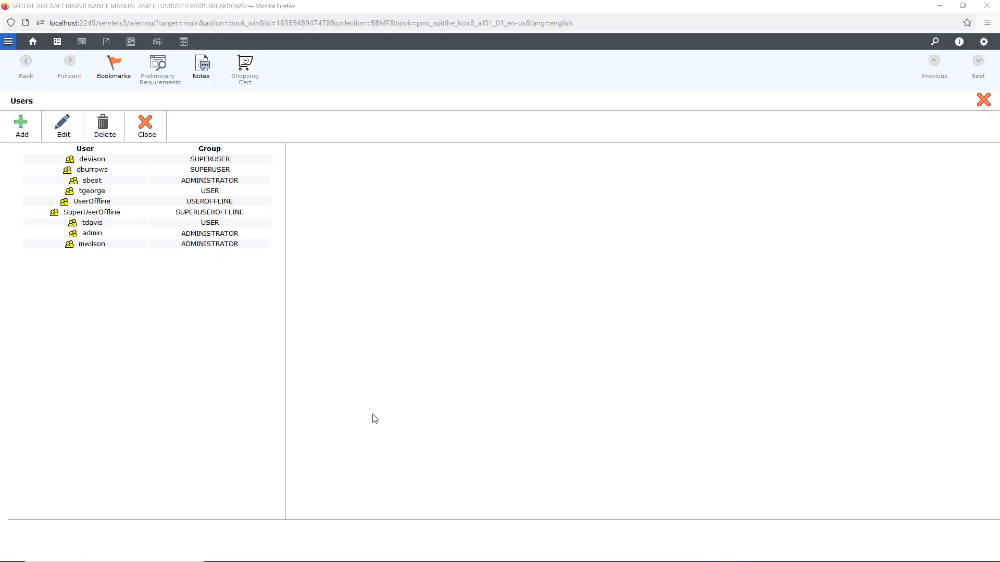 SPITFIRE AIRCRAFT MAINTENANCE MANUAL AND ILLUSTRATED PARTS BREAKDOWN — Mozilla Firefox
localhost:2245/servlets3/wietmsd?target=main&action=book_win&id=1635948947478&collection=BBMF&book=pmc_spitfire_kcxr8_all01_01_en-us&lang=english
Back
Forward
Bookmarks
Preliminary
Requirements
Notes
Shopping
Cart
Previous
Next
Users
Add
Edit
Delete
Close
User Group
devison SUPERUSER
dburrows SUPERUSER
sbest ADMINISTRATOR
tgeorge USER
UserOffline USEROFFLINE
SuperUserOffline SUPERUSEROFFLINE
tdavis USER
admin ADMINISTRATOR
mwilson ADMINISTRATOR